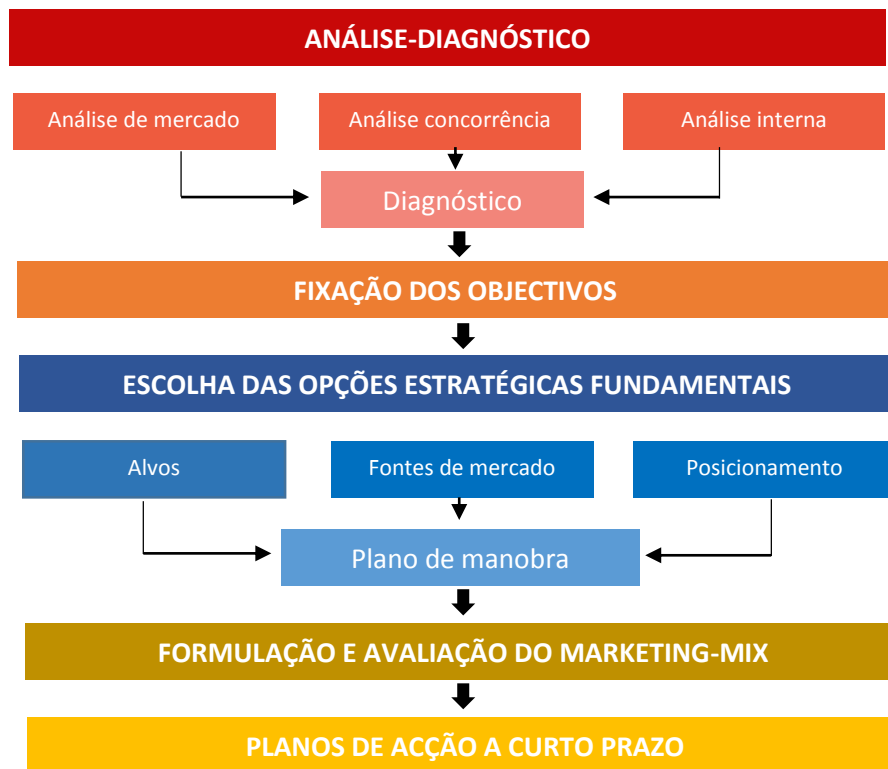 ANÁLISE-DIAGNÓSTICO
Análise de mercado
Análise concorrência
Análise interna
Diagnóstico
FIXAÇÃO DOS OBJECTIVOS
ESCOLHA DAS OPÇÕES ESTRATÉGICAS FUNDAMENTAIS
Alvos
Fontes de mercado
Posicionamento
Plano de manobra
FORMULAÇÃO E AVALIAÇÃO DO MARKETING-MIX
PLANOS DE ACÇÃO A CURTO PRAZO